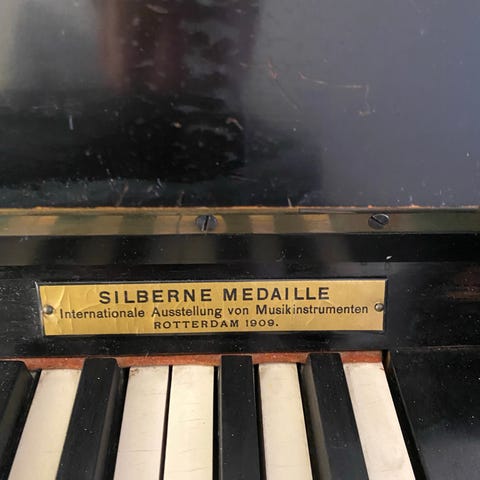 SILBERNE MEDAILLE
Internationale Ausstellung von Musikinstrumenten
ROTTERDAM 1909.